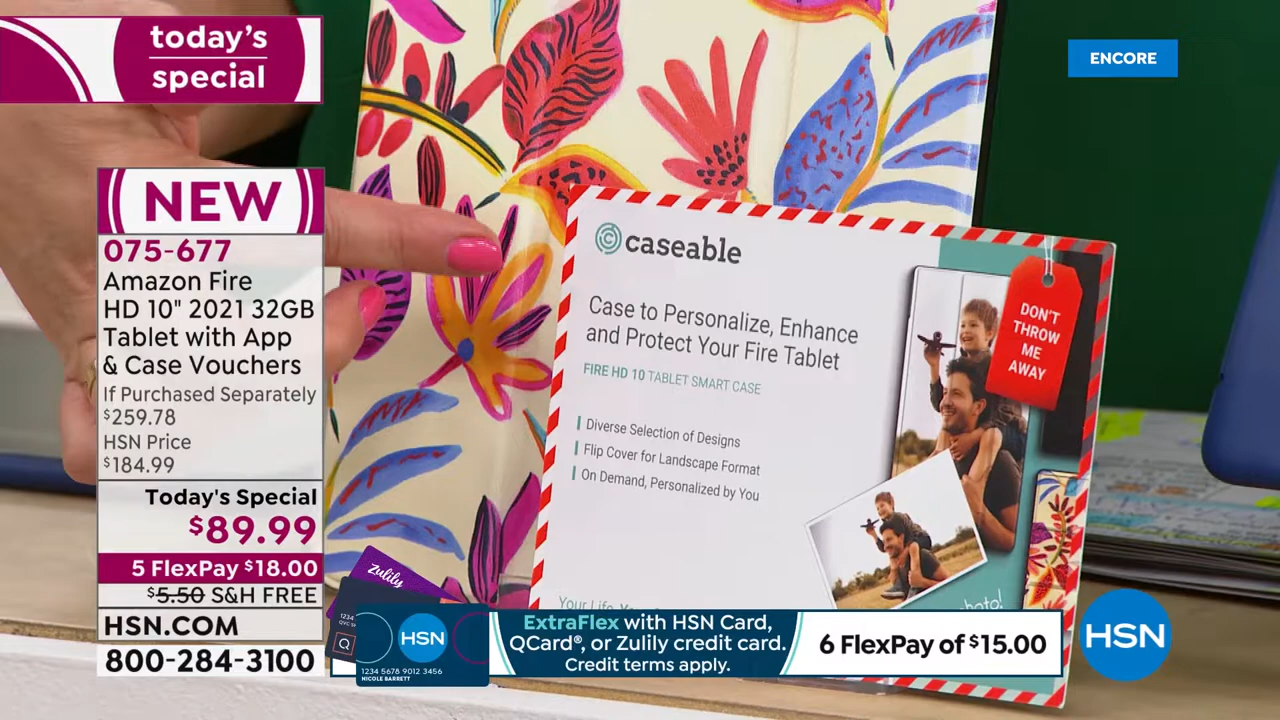 today's
special
ENCORE
NEW
075-677
Amazon Fire
HD 10" 2021 32GB
Tablet with App
& Case Vouchers
If Purchased Separately
$259.78
HSN Price
$184.99
Today's Special
$89.99
5 FlexPay $18.00
$5.50 S&H FREE
HSN.COM
800-284-3100
caseable
Case to Personalize, Enhance
and Protect Your Fire Tablet
FIRE HD 10 TABLET SMART CASE
Diverse Selection of Designs
Flip Cover for Landscape Format
On Demand, Personalized by You
DON'T
THROW
ME
AWAY
Your Life,
photo!
Zulily
1234
Q
HSN
1234 5678 9012 3456
NICOLE BARRETT
ExtraFlex with HSN Card,
QCard®, or Zulily credit card.
Credit terms apply.
6 FlexPay of $15.00
HSN